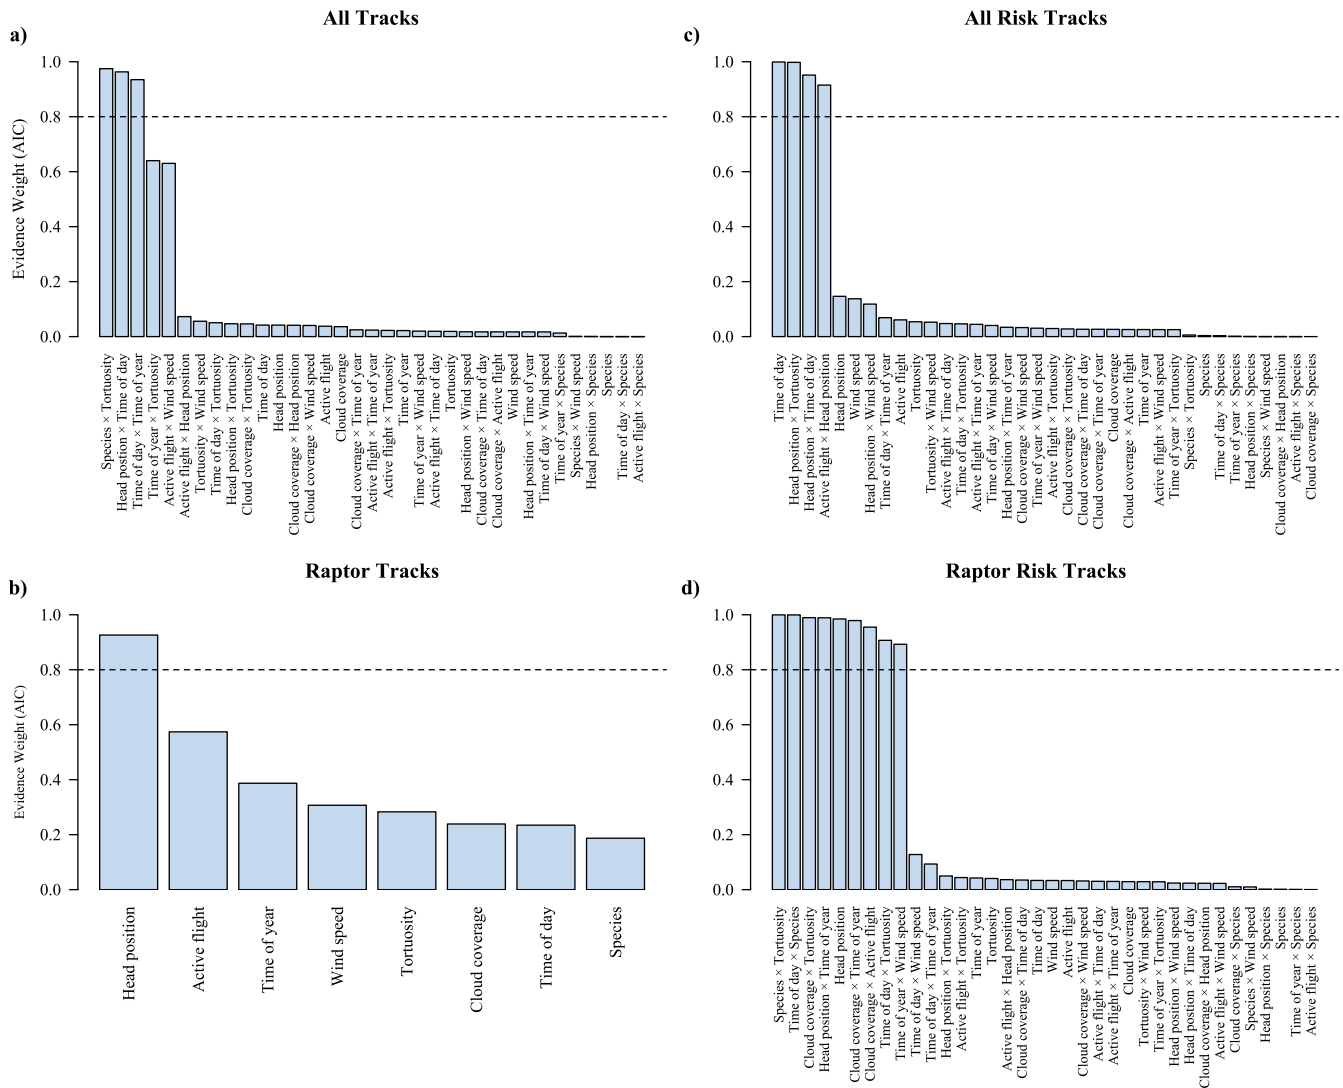 All Tracks
a)
Evidence Weight (AIC)
1.0
0.8
0.6
0.4
0.2
0.0
Species × Tortuosity
Head position × Time of day
Time of day × Time of year
Time of year × Tortuosity
Active flight × Wind speed
Active flight × Head position
Tortuosity × Wind speed
Time of day × Tortuosity
Head position × Tortuosity
Cloud coverage × Tortuosity
Time of day
Head position
Cloud coverage × Head position
Cloud coverage × Wind speed
Active flight
Cloud coverage
Cloud coverage × Time of year
Active flight × Time of year
Active flight × Tortuosity
Time of year
Time of year × Wind speed
Active flight × Time of day
Tortuosity
Head position × Wind speed
Cloud coverage × Time of day
Cloud coverage × Active flight
Wind speed
Head position × Time of year
Time of day × Wind speed
Time of year × Species
Species × Wind speed
Head position × Species
Species
Time of day × Species
Active flight × Species
All Risk Tracks
c)
1.0
0.8
0.6
0.4
0.2
0.0
Time of day
Head position × Tortuosity
Head position × Time of day
Active flight × Head position
Head position
Wind speed
Head position × Wind speed
Time of day × Time of year
Active flight
Tortuosity
Tortuosity × Wind speed
Active flight × Time of day
Time of day × Tortuosity
Active flight × Time of year
Time of day × Wind speed
Head position × Time of year
Cloud coverage × Wind speed
Time of year × Wind speed
Active flight × Tortuosity
Cloud coverage × Tortuosity
Cloud coverage × Time of day
Cloud coverage × Time of year
Cloud coverage
Cloud coverage × Active flight
Time of year
Active flight × Wind speed
Time of year × Tortuosity
Species × Tortuosity
Species
Time of day × Species
Time of year × Species
Head position × Species
Species × Wind speed
Cloud coverage × Head position
Active flight × Species
Cloud coverage × Species
Raptor Tracks
b)
Evidence Weight (AIC)
1.0
0.8
0.6
0.4
0.2
0.0
Head position
Active flight
Time of year
Wind speed
Tortuosity
Cloud coverage
Time of day
Species
Raptor Risk Tracks
d)
1.0
0.8
0.6
0.4
0.2
0.0
Species × Tortuosity
Time of day × Species
Cloud coverage × Tortuosity
Head position × Time of year
Head position
Cloud coverage × Time of year
Cloud coverage × Active flight
Time of day × Tortuosity
Time of year × Wind speed
Time of day × Wind speed
Time of day × Time of year
Head position × Tortuosity
Active flight × Tortuosity
Time of year
Tortuosity
Active flight × Head position
Cloud coverage × Time of day
Time of day
Wind speed
Active flight
Cloud coverage × Wind speed
Active flight × Time of day
Active flight × Time of year
Cloud coverage
Tortuosity × Wind speed
Time of year × Tortuosity
Head position × Wind speed
Head position × Time of day
Cloud coverage × Head position
Active flight × Wind speed
Cloud coverage × Species
Species × Wind speed
Head position × Species
Species
Time of year × Species
Active flight × Species